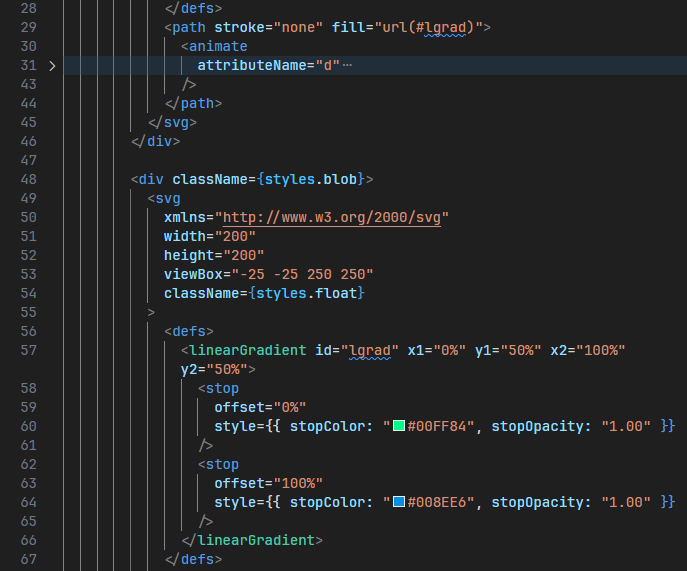 28 </defs>
29 <path stroke="none" fill="url(#lgrad)">
30 <animate
31 attributeName="d"…
43 />
44 </path>
45 </svg>
46 </div>
47
48 <div className={styles.blob}>
49 <svg
50 xmlns="http://www.w3.org/2000/svg"
51 width="200"
52 height="200"
53 viewBox="-25 -25 250 250"
54 className={styles.float}
55 >
56 <defs>
57 <linearGradient id="lgrad" x1="0%" y1="50%" x2="100%"
y2="50%">
58 <stop
59 offset="0%"
60 style={{ stopColor: "#00FF84", stopOpacity: "1.00" }}
61 />
62 <stop
63 offset="100%"
64 style={{ stopColor: "#008EE6", stopOpacity: "1.00" }}
65 />
66 </linearGradient>
67 </defs>